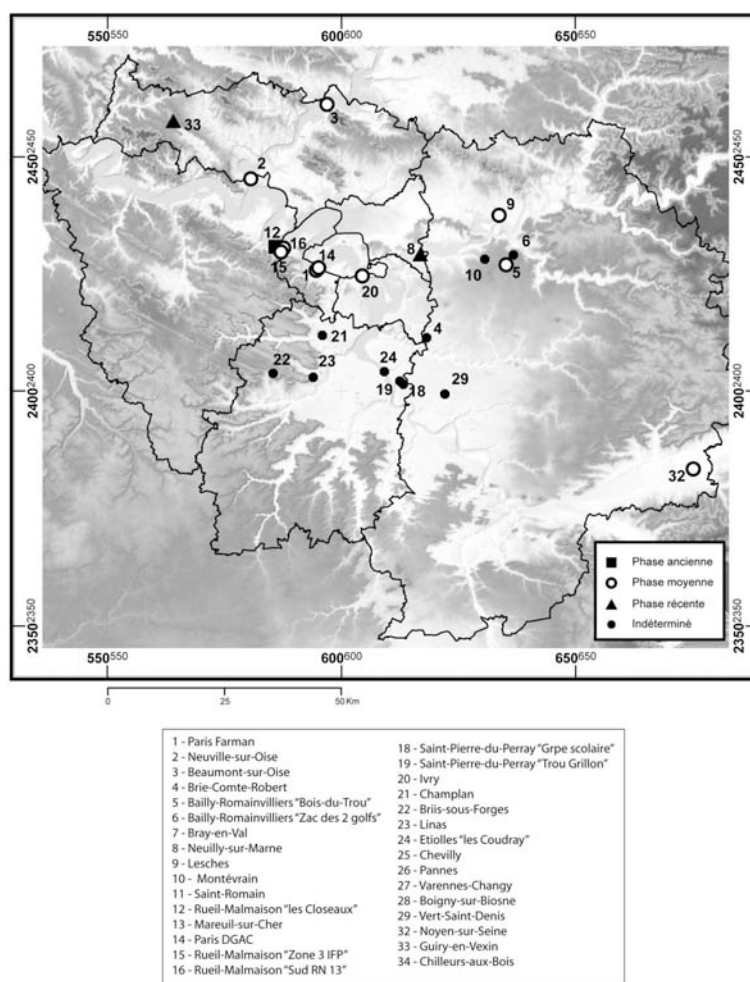 550550 600600 650650
33
3
24502450 24502450
2
9
12
16
8
6
15
14
10
5
1
20
21
4
22
23
24
29
24002400 24002400
19
18
32
Phase ancienne
Phase moyenne
Phase récente
Indéterminé
23502350 23502350
550550 600600 650650
0 25 50 Km
1 - Paris Farman
2 - Neuville-sur-Oise
3 - Beaumont-sur-Oise
4 - Brie-Comte-Robert
5 - Bailly-Romainvilliers "Bois-du-Trou"
6 - Bailly-Romainvilliers "Zac des 2 golfs"
7 - Bray-en-Val
8 - Neuilly-sur-Marne
9 - Lesches
10 - Montévrain
11 - Saint-Romain
12 - Rueil-Malmaison "les Closeaux"
13 - Mareuil-sur-Cher
14 - Paris DGAC
15 - Rueil-Malmaison "Zone 3 IFP"
16 - Rueil-Malmaison "Sud RN 13"
18 - Saint-Pierre-du-Perray "Grpe scolaire"
19 - Saint-Pierre-du-Perray "Trou Grillon"
20 - Ivry
21 - Champlan
22 - Briis-sous-Forges
23 - Linas
24 - Etiolles "les Coudray"
25 - Chevilly
26 - Pannes
27 - Varennes-Changy
28 - Boigny-sur-Biosne
29 - Vert-Saint-Denis
32 - Noyen-sur-Seine
33 - Guiry-en-Vexin
34 - Chilleurs-aux-Bois